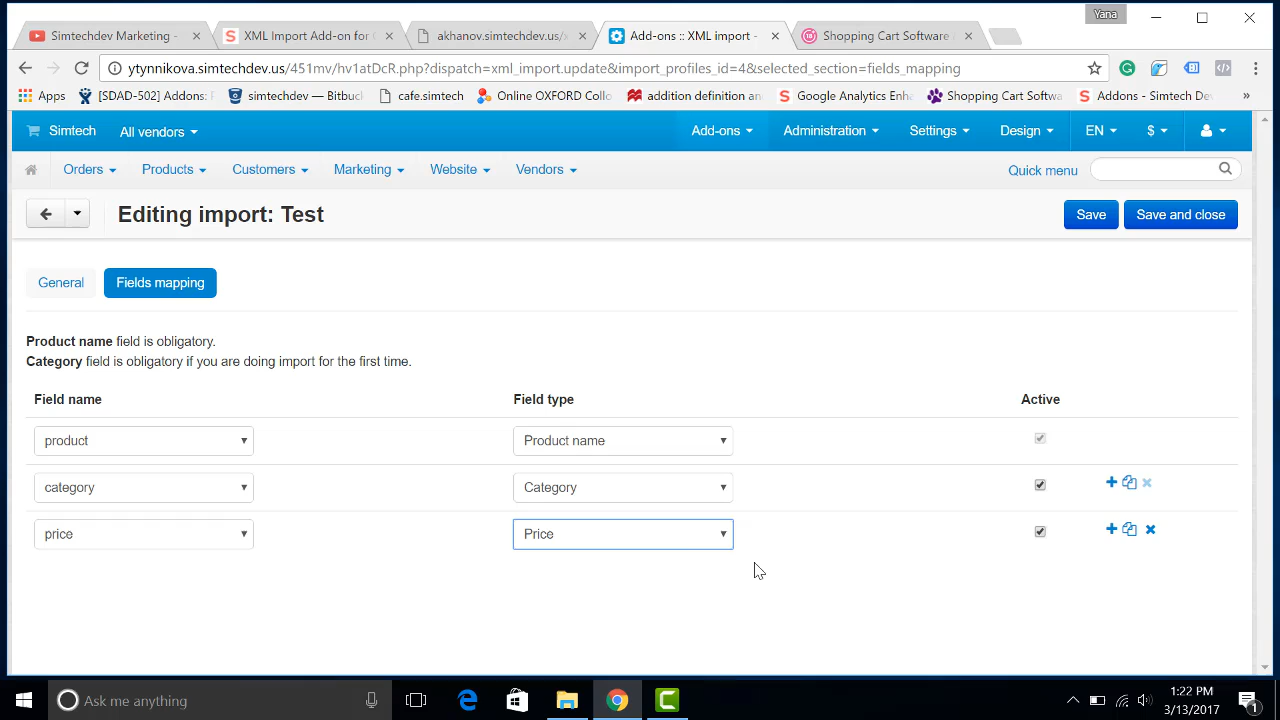 Yana
Simtechdev Marketing -
XML Import Add-on for
akhanov.simtechdev.us/
Add-ons :: XML import -
Shopping Cart Software
ytynnikova.simtechdev.us/451mv/hv1atDcR.php?dispatch=xml_import.update&import_profiles_id=4&selected_section=fields_mapping
Apps
[SDAD-502] Addons:
simtechdev — Bitbuc
cafe.simtech
Online OXFORD Collo
addition definition an
Google Analytics Enh
Shopping Cart Softwa
Addons - Simtech De
»
Simtech
All vendors
Add-ons
Administration
Settings
Design
EN
$
Orders
Products
Customers
Marketing
Website
Vendors
Quick menu
Editing import: Test
Save
Save and close
General
Fields mapping
Product name field is obligatory.
Category field is obligatory if you are doing import for the first time.
Field name
Field type
Active
product
Product name
category
Category
price
Price
Ask me anything
1:22 PM
3/13/2017
1